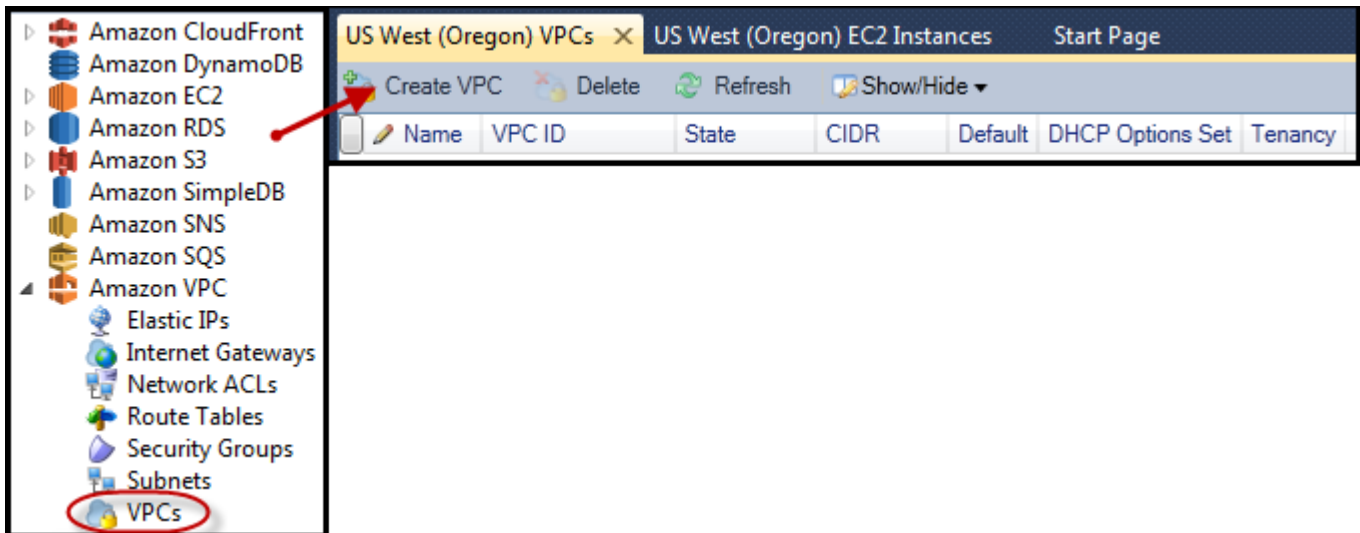 Amazon CloudFront
Amazon DynamoDB
Amazon EC2
Amazon RDS
Amazon S3
Amazon SimpleDB
Amazon SNS
Amazon SQS
Amazon VPC
Elastic IPs
Internet Gateways
Network ACLs
Route Tables
Security Groups
Subnets
VPCs
US West (Oregon) VPCs US West (Oregon) EC2 Instances Start Page
Create VPC Delete Refresh Show/Hide
Name VPC ID State CIDR Default DHCP Options Set Tenancy